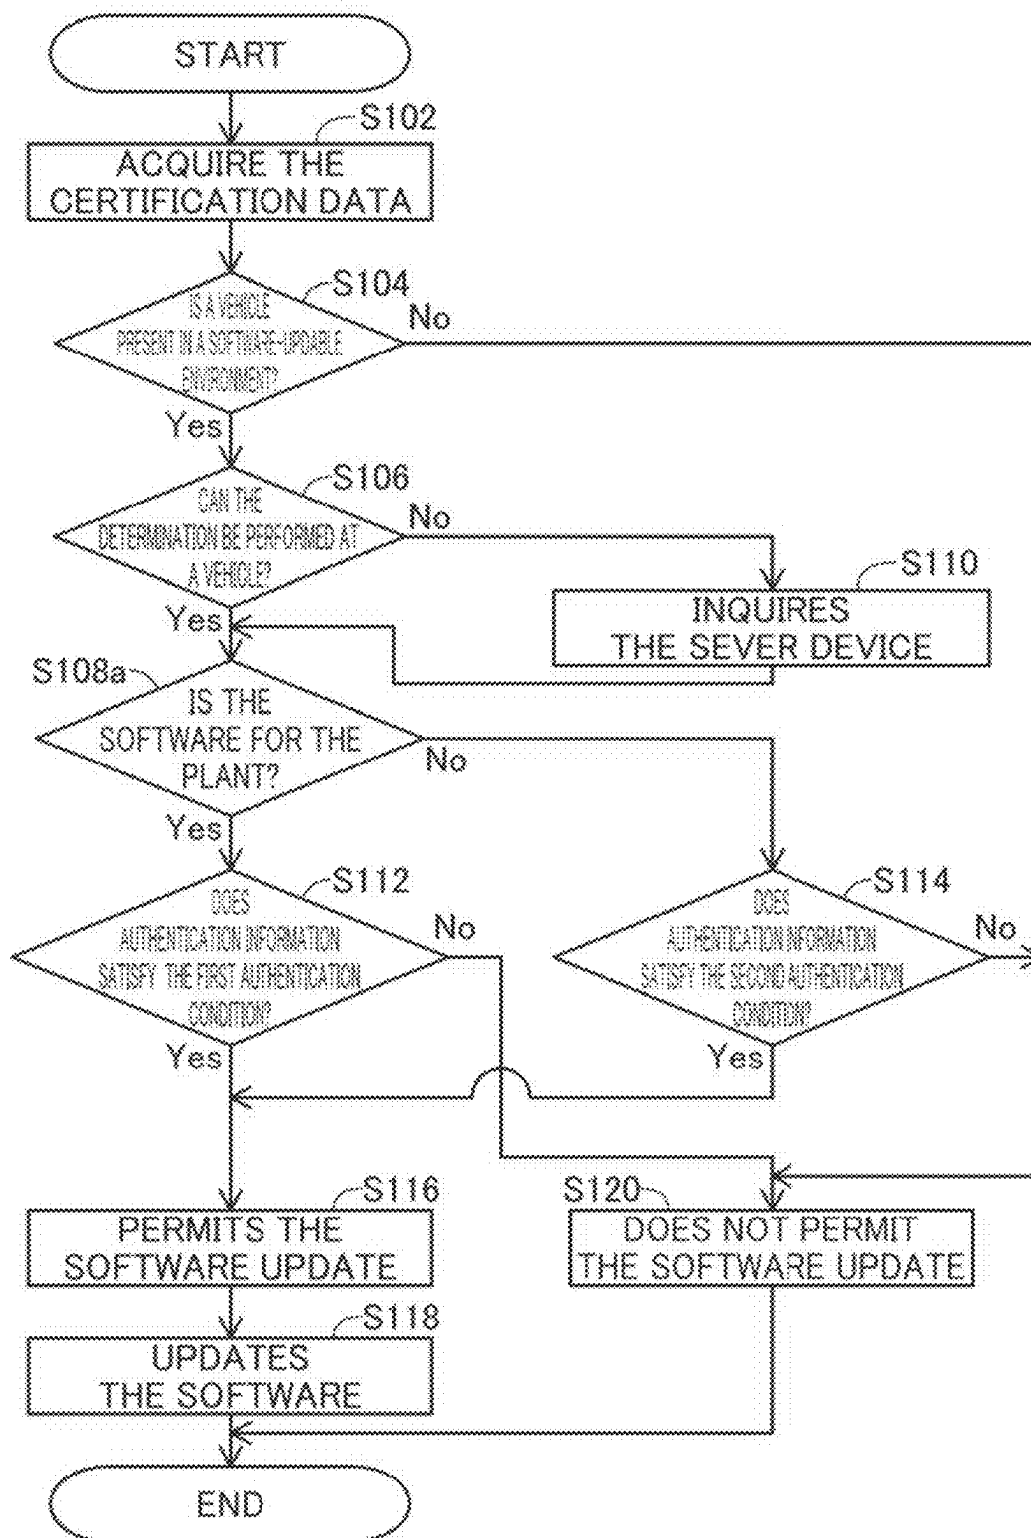 START
S102
ACQUIRE THE
CERTIFICATION DATA
S104
IS A VEHICLE
PRESENT IN A SOFTWARE-UPDABLE
ENVIRONMENT?
No
Yes
S106
CAN THE
DETERMINATION BE PERFORMED AT
A VEHICLE?
No
Yes
S110
INQUIRES
THE SEVER DEVICE
S108a
IS THE
SOFTWARE FOR THE
PLANT?
No
Yes
S112
DOES
AUTHENTICATION INFORMATION
SATISFY THE FIRST AUTHENTICATION
CONDITION?
No
Yes
S114
DOES
AUTHENTICATION INFORMATION
SATISFY THE SECOND AUTHENTICATION
CONDITION?
No
Yes
S116
PERMITS THE
SOFTWARE UPDATE
S120
DOES NOT PERMIT
THE SOFTWARE UPDATE
S118
UPDATES
THE SOFTWARE
END